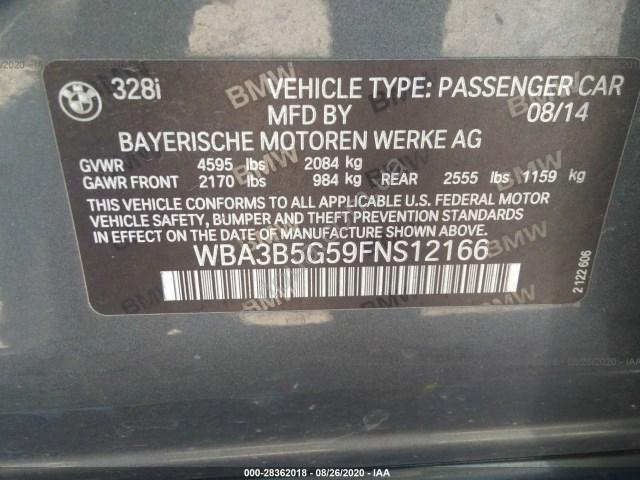 BMW 328i VEHICLE TYPE: PASSENGER CAR
MFD BY 08/14
BAYERISCHE MOTOREN WERKE AG
GVWR 4595 lbs 2084 kg
GAWR FRONT 2170 lbs 984 kg REAR 2555 lbs 1159 kg
THIS VEHICLE CONFORMS TO ALL APPLICABLE U.S. FEDERAL MOTOR
VEHICLE SAFETY, BUMPER AND THEFT PREVENTION STANDARDS IN
EFFECT ON THE DATE OF MANUFACTURE SHOWN ABOVE.
WBA3B5G59FNS12166
2 122 606
000-28362018 - 08/26/2020 - IAA